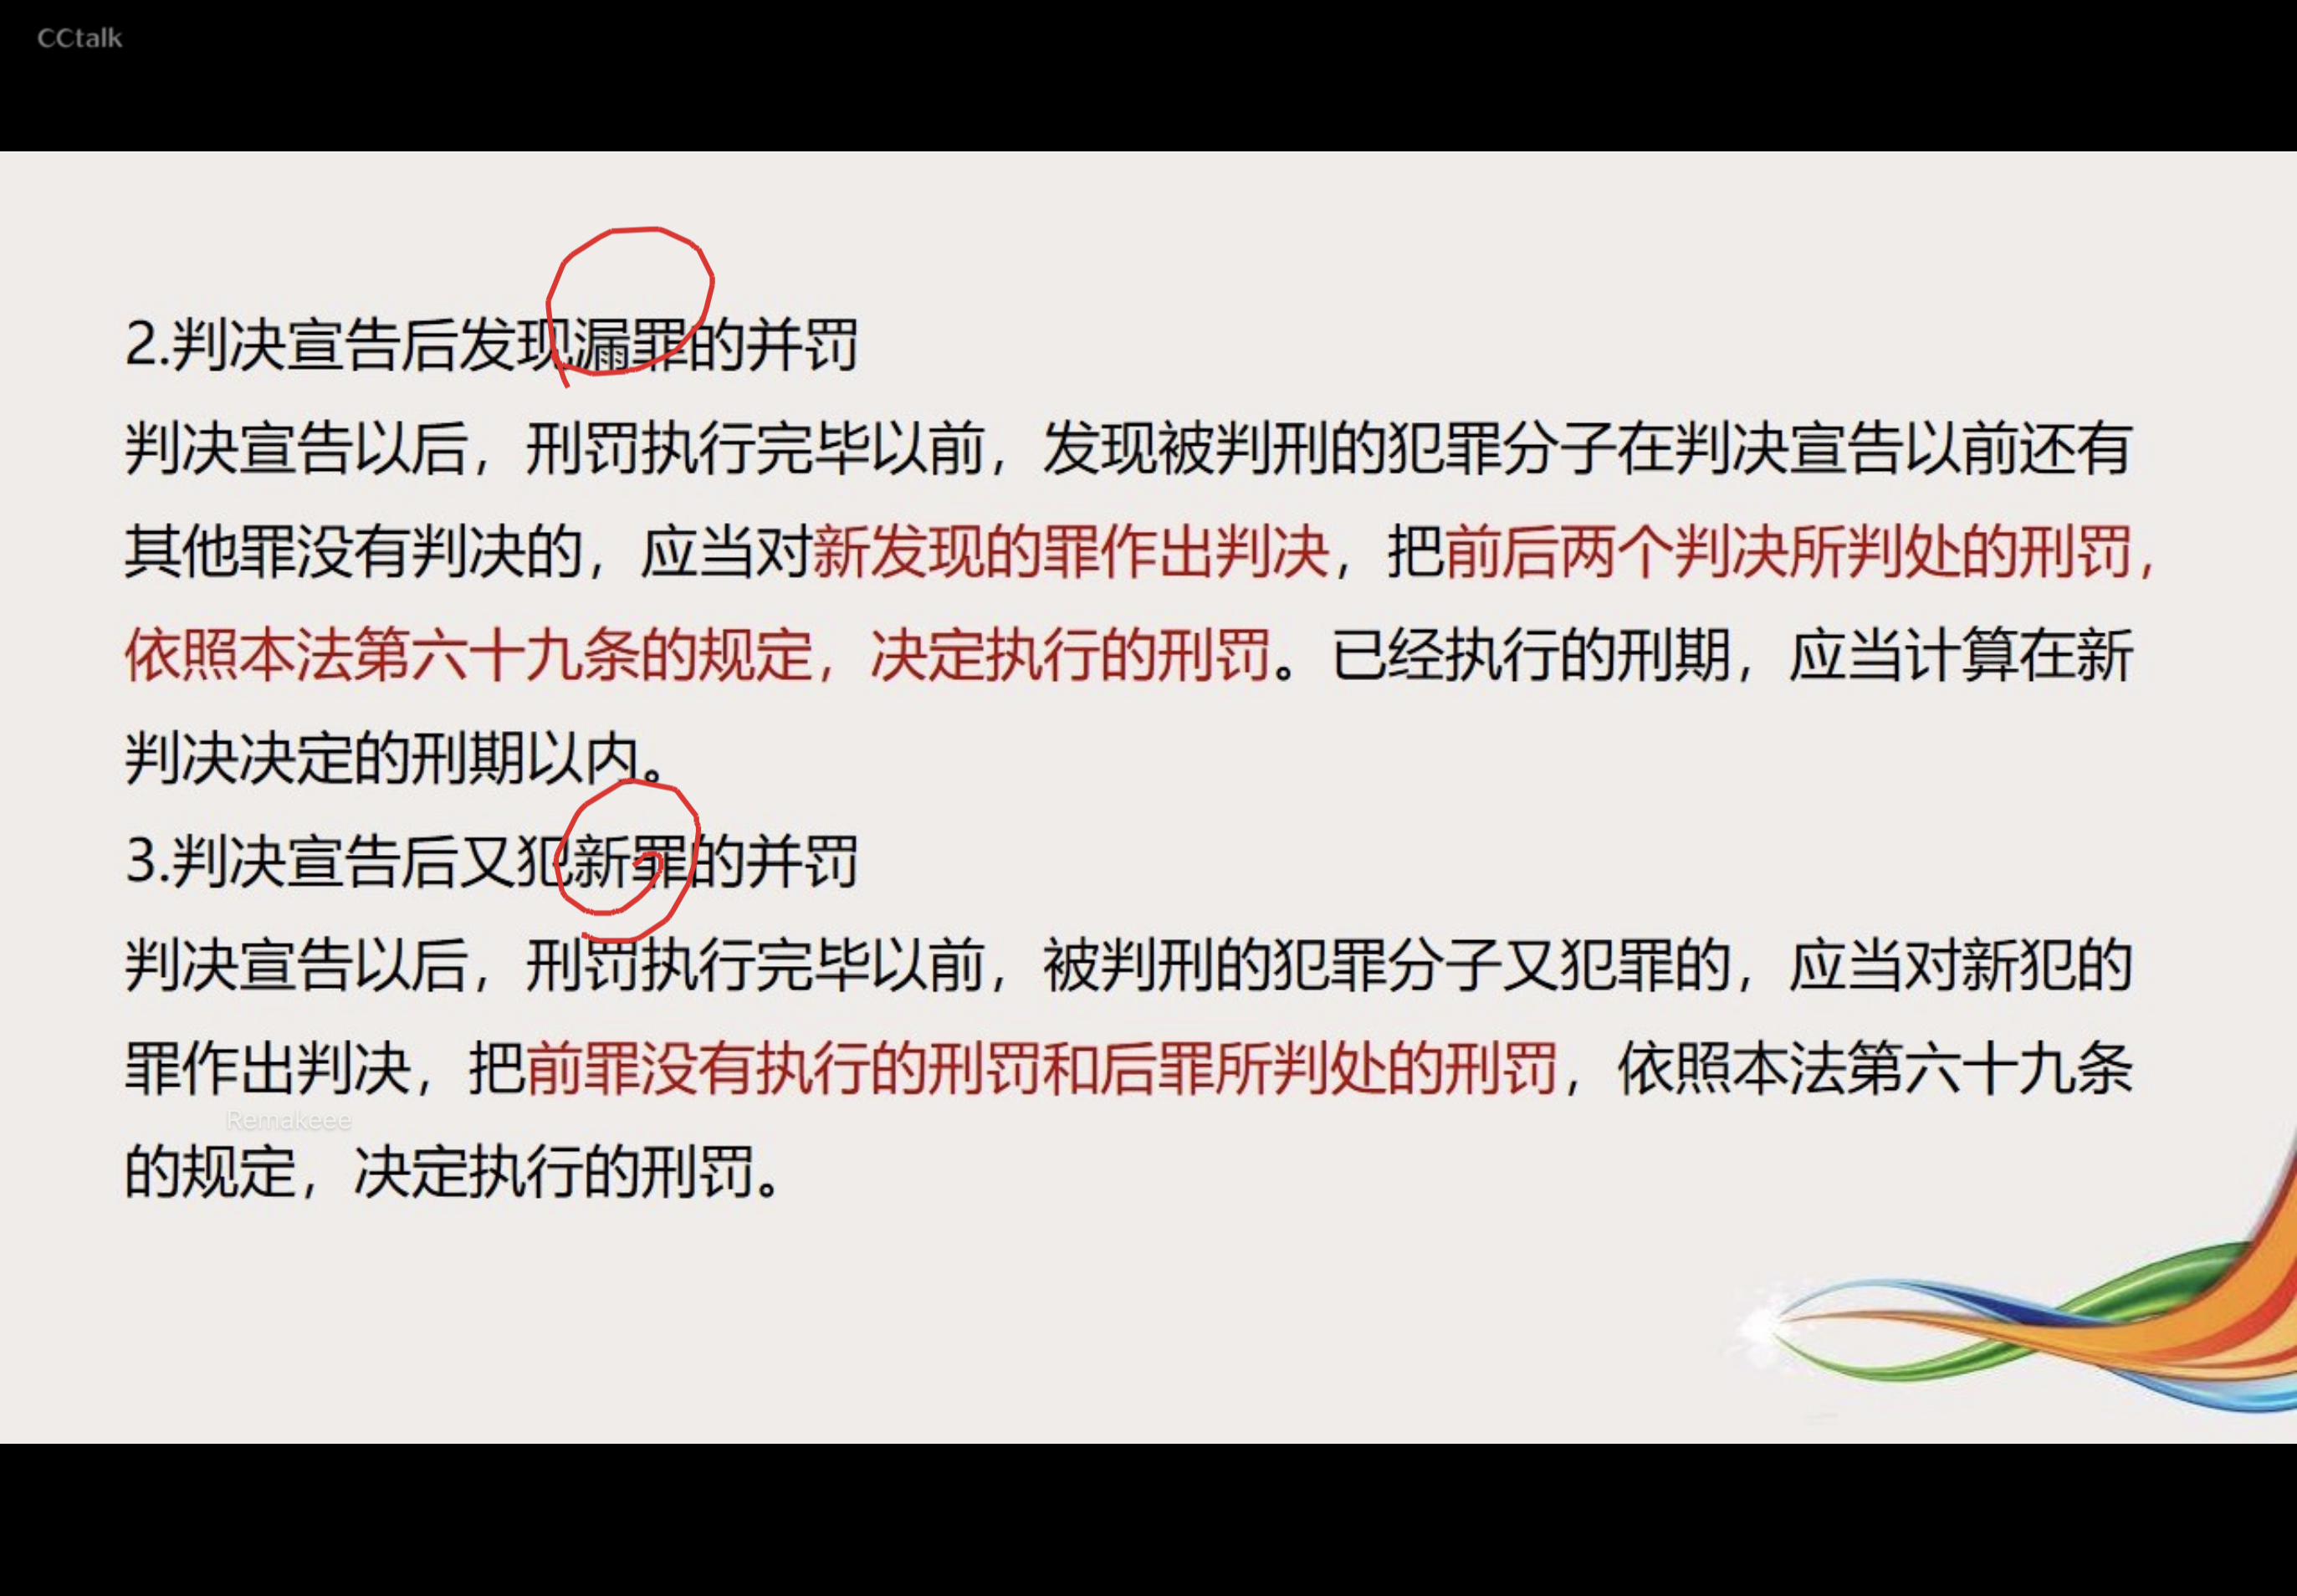 CCtalk
2.判决宣告后发现漏罪的并罚
判决宣告以后，刑罚执行完毕以前，发现被判刑的犯罪分子在判决宣告以前还有
其他罪没有判决的，应当对新发现的罪作出判决，把前后两个判决所判处的刑罚，
依照本法第六十九条的规定，决定执行的刑罚。已经执行的刑期，应当计算在新
判决决定的刑期以内。
3.判决宣告后又犯新罪的并罚
判决宣告以后，刑罚执行完毕以前，被判刑的犯罪分子又犯罪的，应当对新犯的
罪作出判决，把前罪没有执行的刑罚和后罪所判处的刑罚，依照本法第六十九条
Remakeee
的规定，决定执行的刑罚。